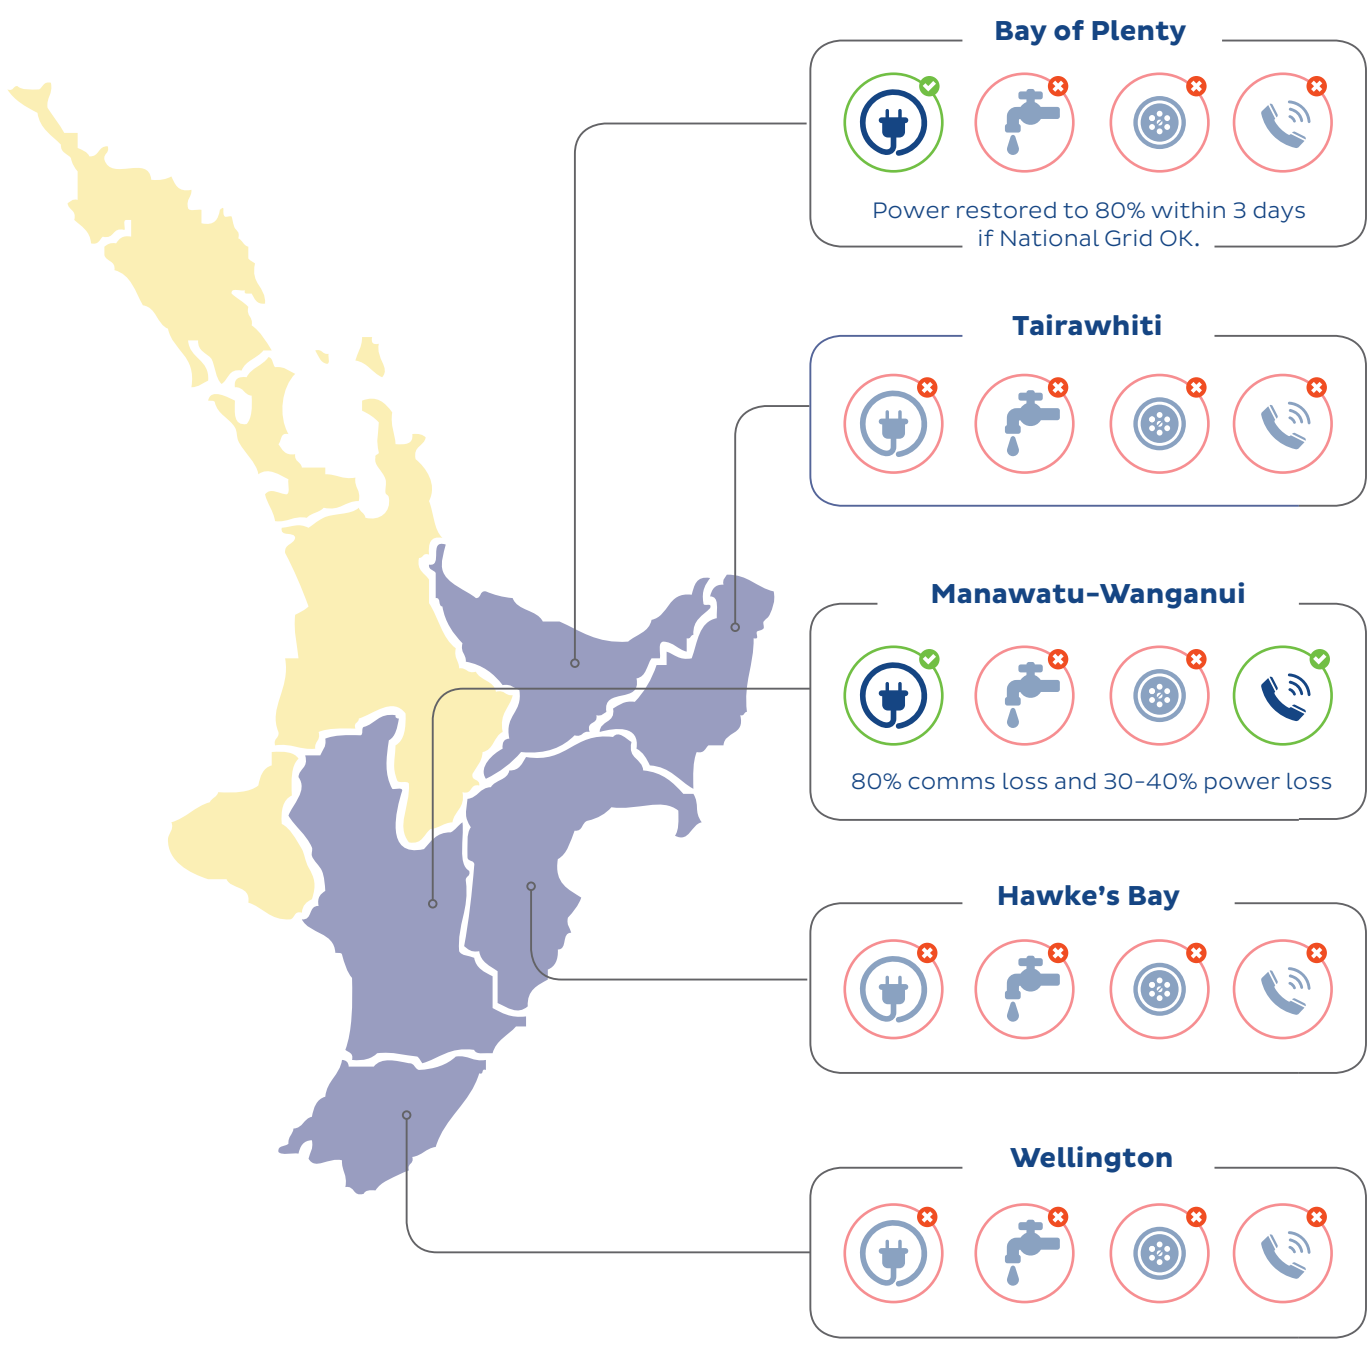 Bay of Plenty
Power restored to 80% within 3 days
if National Grid OK.
Tairawhiti
Manawatu-Wanganui
80% comms loss and 30-40% power loss
Hawke's Bay
Wellington